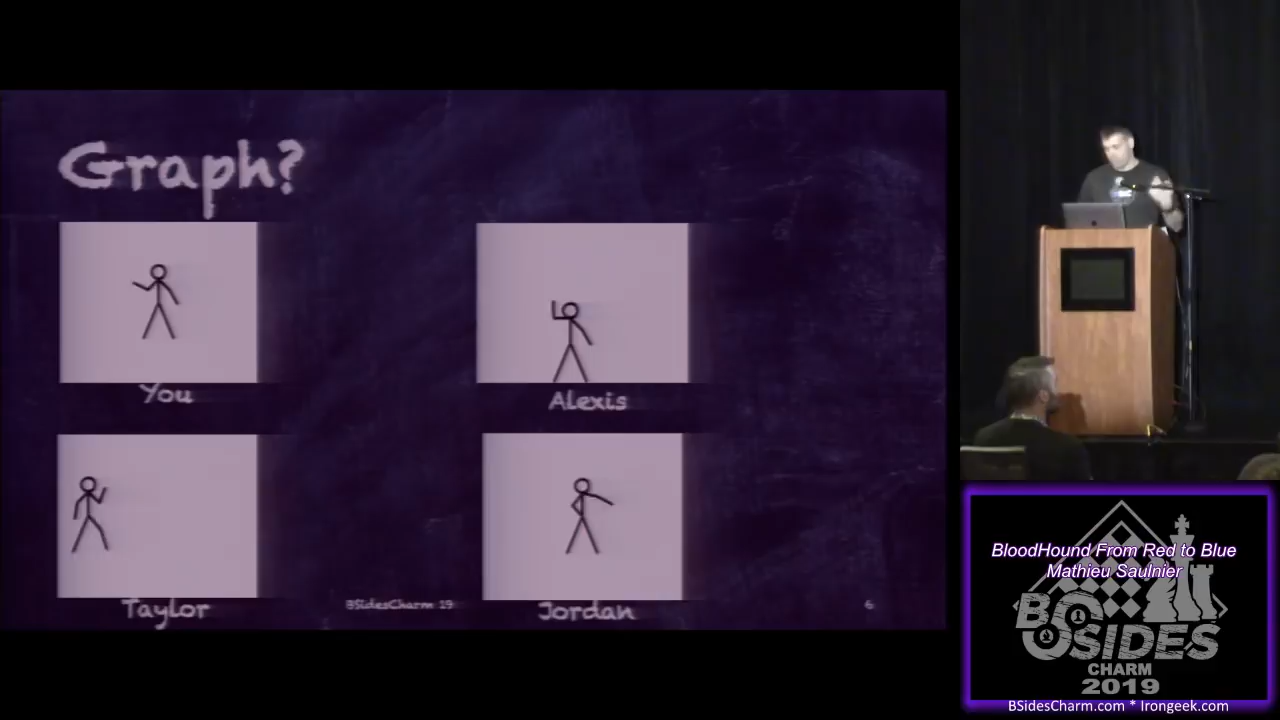 Graph?
You
Alexis
Taylor
BSidesCharm 19
Jordan
6
BloodHound From Red to Blue
Mathieu Saulnier
BSIDES
CHARM
2019
BSidesCharm.com * Irongeek.com